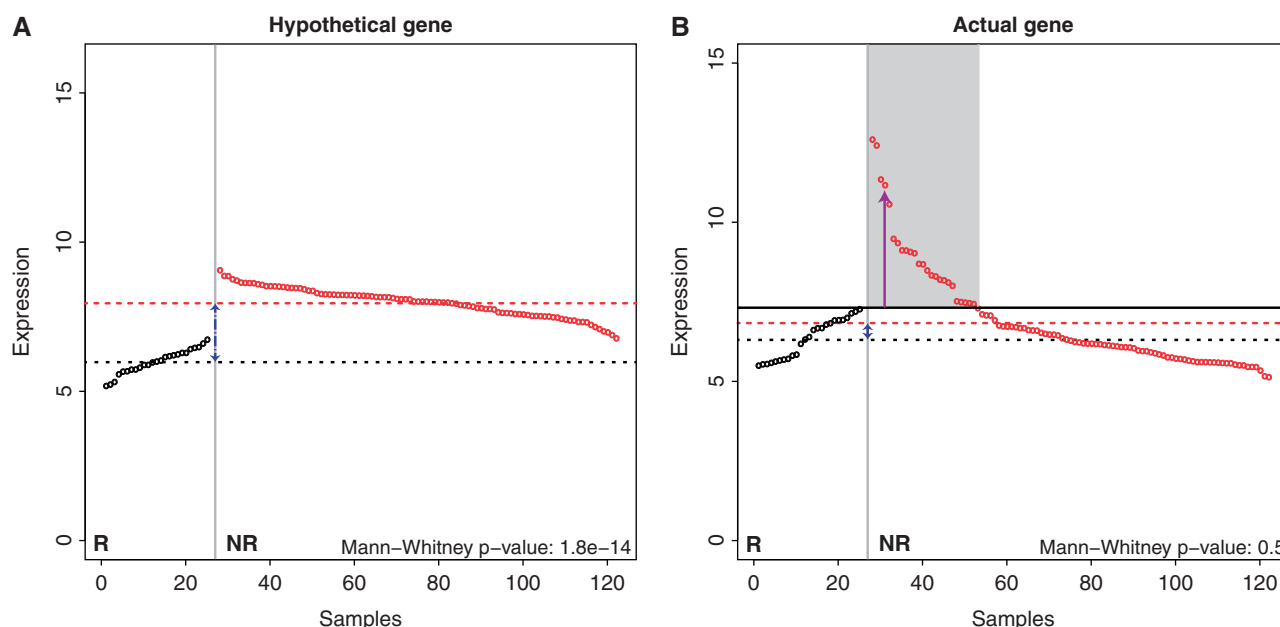 A
Hypothetical gene
15
10
5
0
Expression
R
NR
Mann−Whitney p−value: 1.8e−14
0 20 40 60 80 100 120
Samples
B
Actual gene
15
10
5
0
Expression
R
NR
Mann−Whitney p−value: 0.5
0 20 40 60 80 100 120
Samples